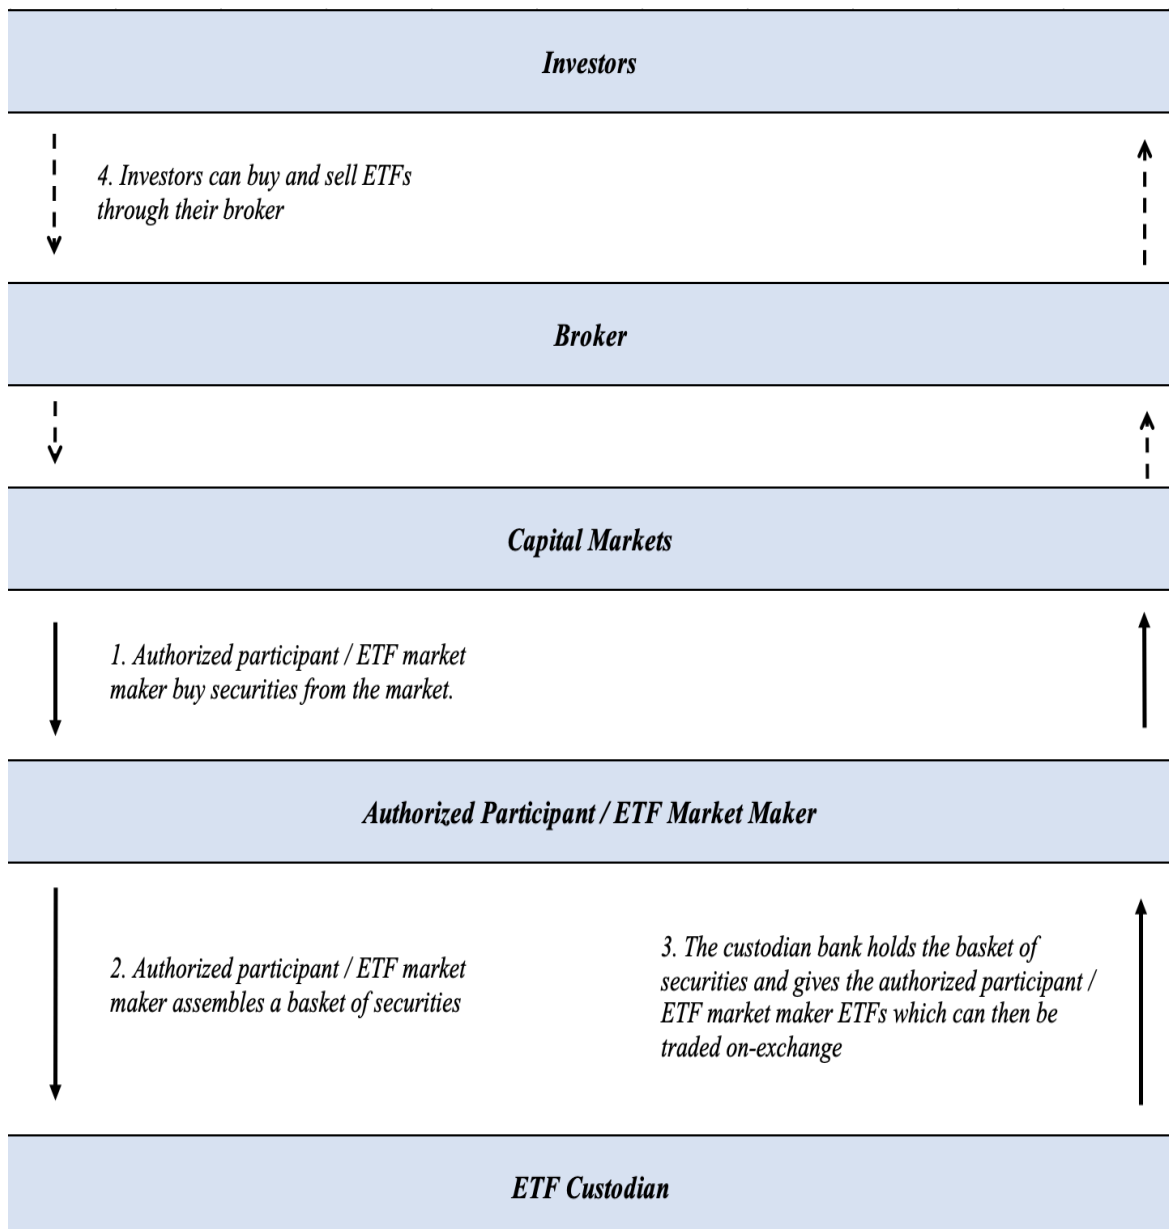 Investors
4. Investors can buy and sell ETFs
through their broker
Broker
Capital Markets
1. Authorized participant / ETF market
maker buy securities from the market.
Authorized Participant / ETF Market Maker
2. Authorized participant / ETF market
maker assembles a basket of securities
3. The custodian bank holds the basket of
securities and gives the authorized participant /
ETF market maker ETFs which can then be
traded on-exchange
ETF Custodian